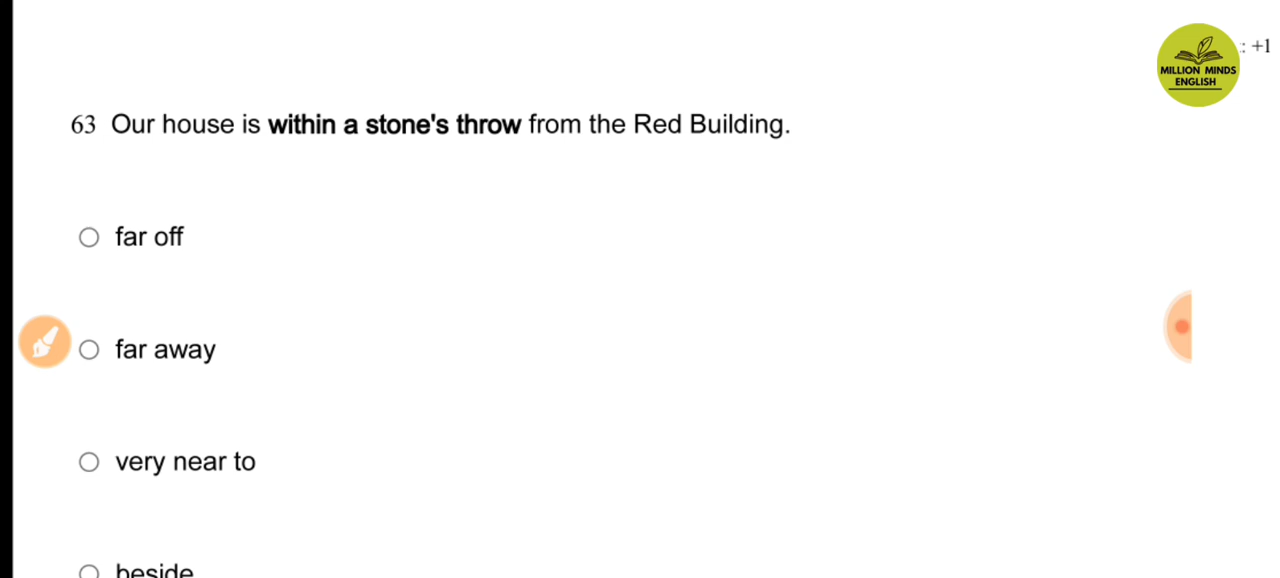 MILLION MINDS
ENGLISH
: +1
63 Our house is within a stone's throw from the Red Building.
far off
far away
very near to
beside